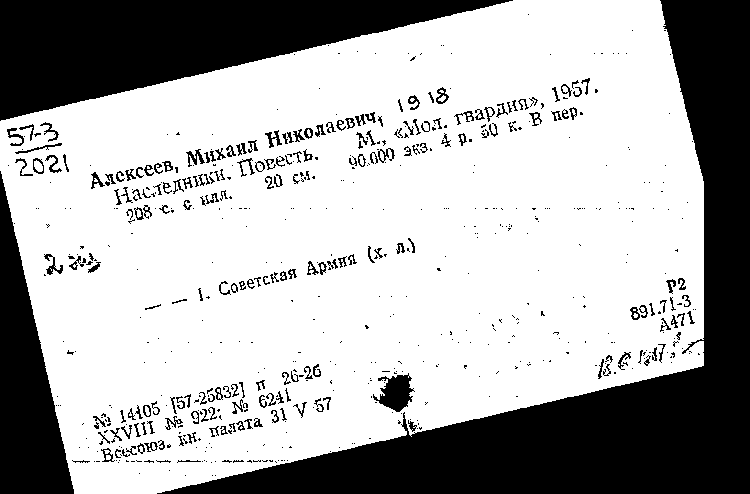 57-3
2021
Алексеев, Михаил Николаевич, 1918
Наследники. Повесть. М., «Мол. гвардия», 1957.
208 с. с илл. 20 см. 90.000 экз. 4 р. 50 к. В пер.
2 экз
— — 1. Советская Армия (х. л.)
Р2
891.71-3
А471
№ 14105 [57-25832] п 26-26
XXVIII № 922; № 6241
Всесоюз. кн. палата 31 V 57